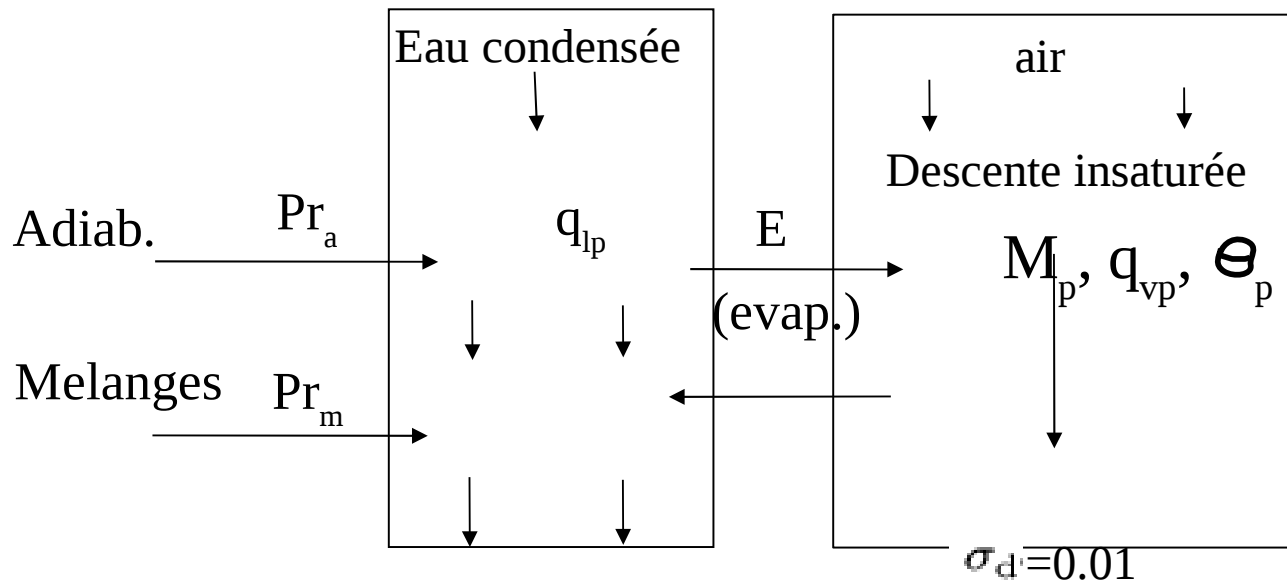 Eau condensée
air
Descente insaturée
Adiab.
Pr_a
q_lp
E
M_p, q_vp, Θ_p
(evap.)
Melanges
Pr_m
σ_d=0.01